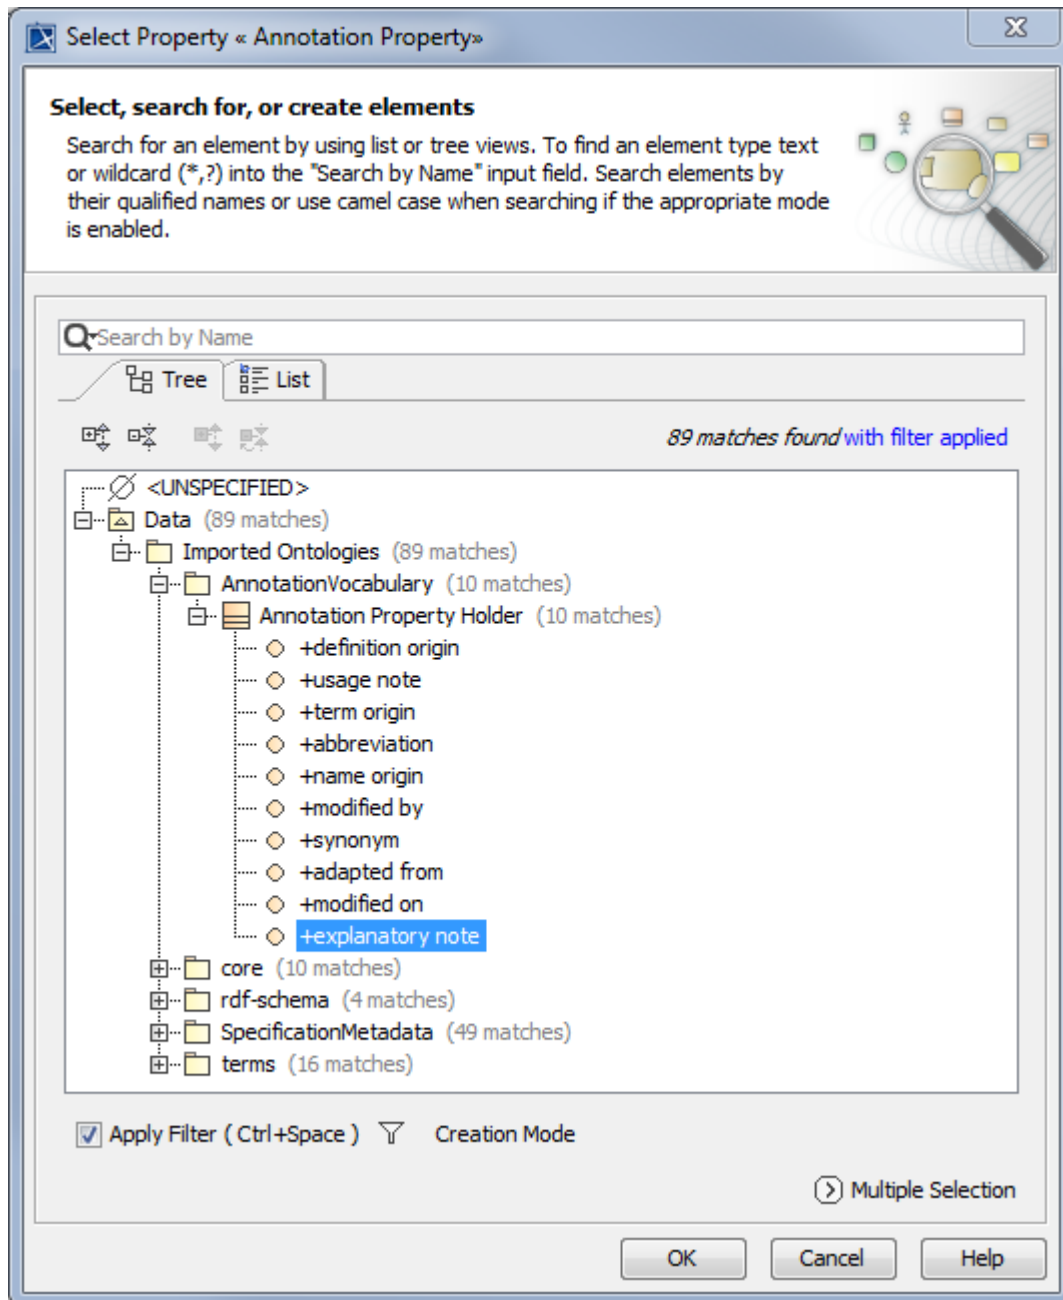 Select Property « Annotation Property»
Select, search for, or create elements
Search for an element by using list or tree views. To find an element type text
or wildcard (*,?) into the "Search by Name" input field. Search elements by
their qualified names or use camel case when searching if the appropriate mode
is enabled.
Search by Name
Tree List
89 matches found with filter applied
<UNSPECIFIED>
Data (89 matches)
Imported Ontologies (89 matches)
AnnotationVocabulary (10 matches)
Annotation Property Holder (10 matches)
+definition origin
+usage note
+term origin
+abbreviation
+name origin
+modified by
+synonym
+adapted from
+modified on
+explanatory note
core (10 matches)
rdf-schema (4 matches)
SpecificationMetadata (49 matches)
terms (16 matches)
Apply Filter ( Ctrl+Space ) Creation Mode
Multiple Selection
OK Cancel Help